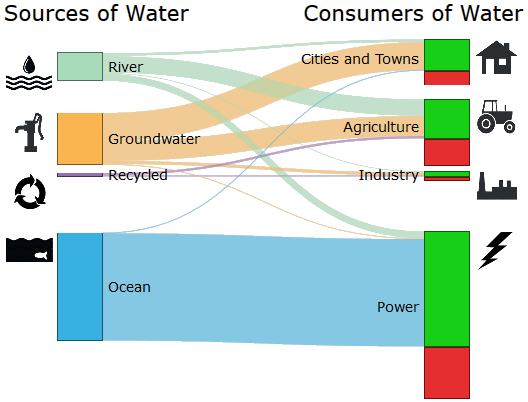 Sources of Water
Consumers of Water
River
Cities and Towns
Groundwater
Agriculture
Recycled
Industry
Ocean
Power